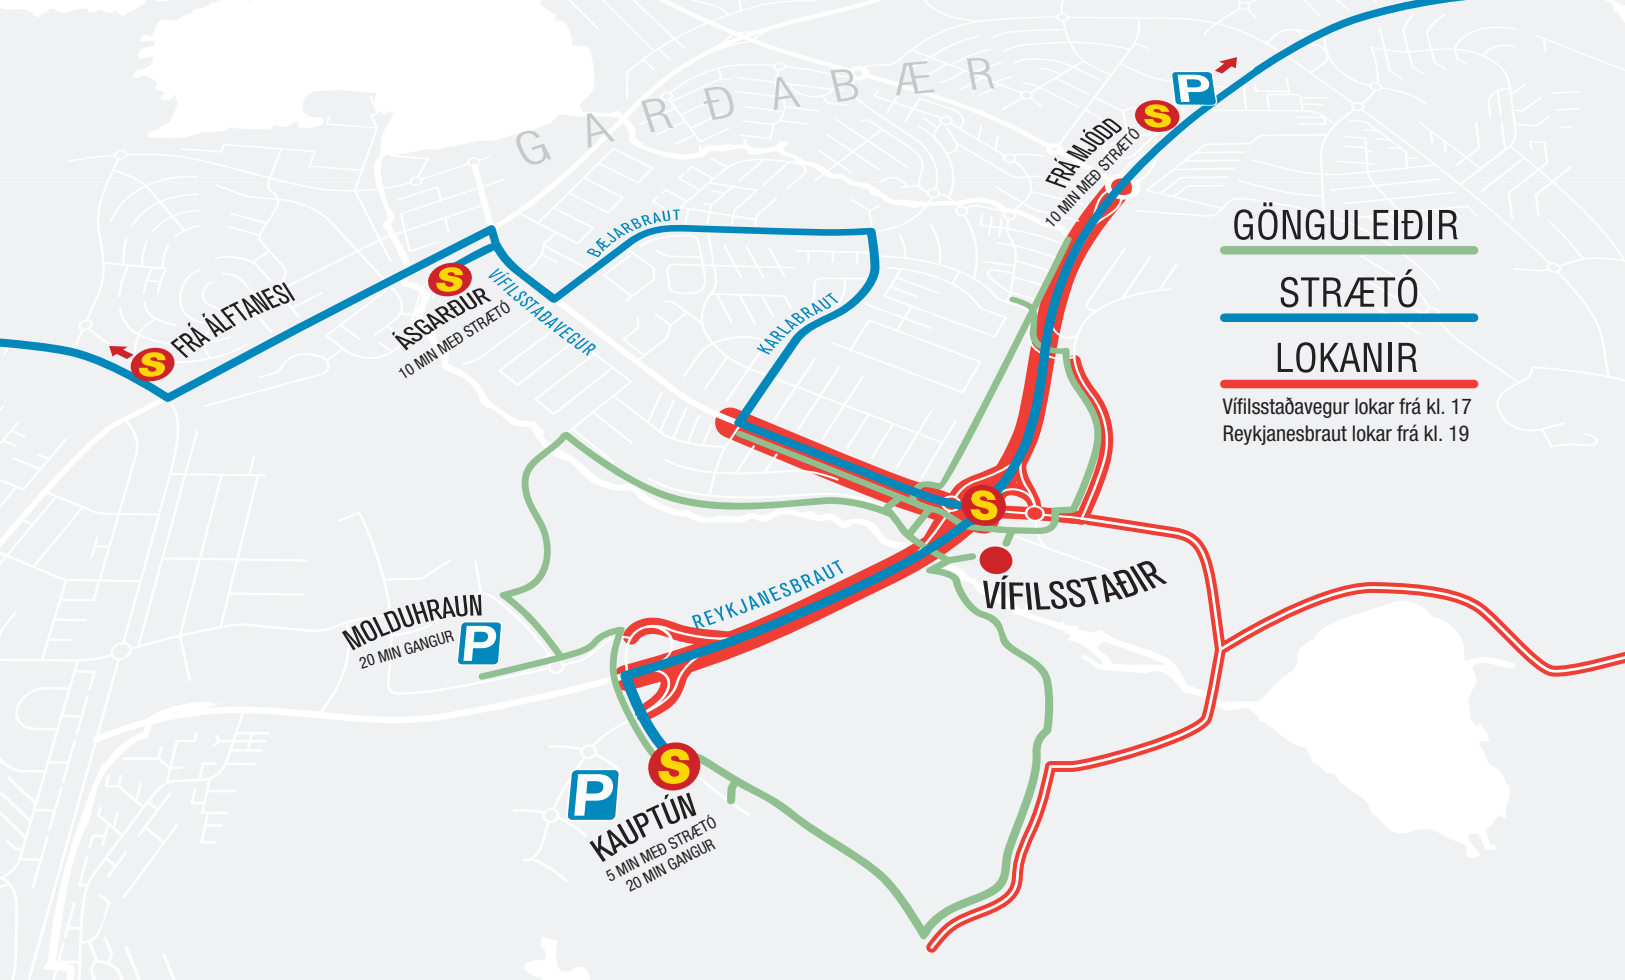 GARÐABÆR
P
S
FRÁ MJÓDD
10 MIN MEÐ STRÆTÓ
GÖNGULEIÐIR
STRÆTÓ
LOKANIR
Vífilsstaðavegur lokar frá kl. 17
Reykjanesbraut lokar frá kl. 19
BÆJARBRAUT
VÍFILSSTAÐAVEGUR
KARLABRAUT
S
ÁSGARÐUR
10 MIN MEÐ STRÆTÓ
S
FRÁ ÁLFTANESI
S
VÍFILSSTAÐIR
REYKJANESBRAUT
MOLDUHRAUN
20 MIN GANGUR
P
P
S
KAUPTÚN
5 MIN MEÐ STRÆTÓ
20 MIN GANGUR